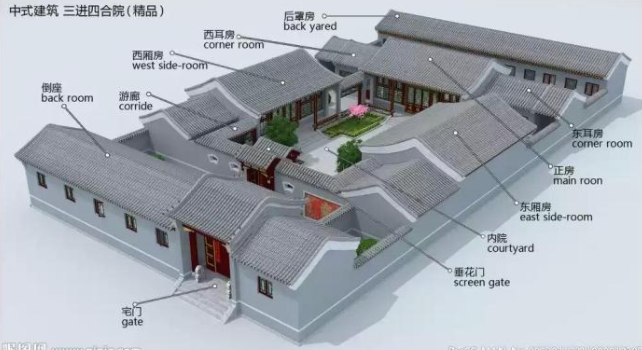 中式建筑 三进四合院(精品)
后罩房
back yared
西耳房
corner room
西厢房
west side-room
倒座
back room
游廊
corride
东耳房
corner room
正房
main roon
东厢房
east side-room
内院
courtyard
垂花门
screen gate
宅门
gate